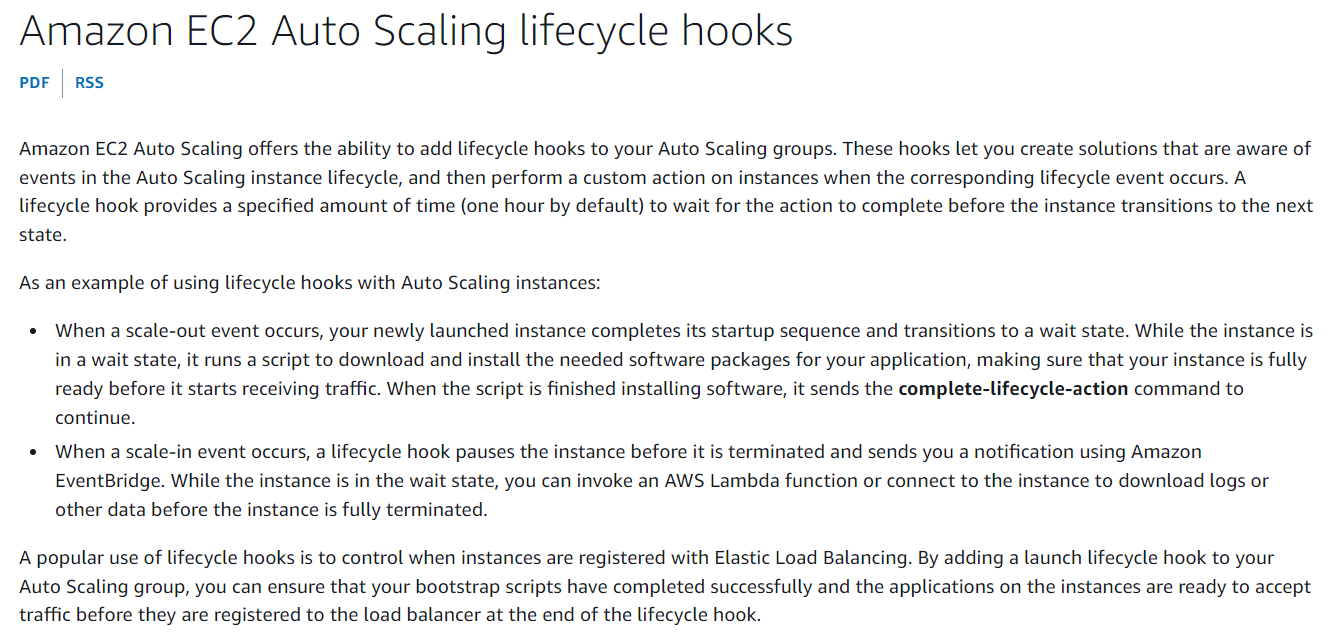 Amazon EC2 Auto Scaling lifecycle hooks
PDF RSS
Amazon EC2 Auto Scaling offers the ability to add lifecycle hooks to your Auto Scaling groups. These hooks let you create solutions that are aware of
events in the Auto Scaling instance lifecycle, and then perform a custom action on instances when the corresponding lifecycle event occurs. A
lifecycle hook provides a specified amount of time (one hour by default) to wait for the action to complete before the instance transitions to the next
state.
As an example of using lifecycle hooks with Auto Scaling instances:
• When a scale-out event occurs, your newly launched instance completes its startup sequence and transitions to a wait state. While the instance is
in a wait state, it runs a script to download and install the needed software packages for your application, making sure that your instance is fully
ready before it starts receiving traffic. When the script is finished installing software, it sends the complete-lifecycle-action command to
continue.
• When a scale-in event occurs, a lifecycle hook pauses the instance before it is terminated and sends you a notification using Amazon
EventBridge. While the instance is in the wait state, you can invoke an AWS Lambda function or connect to the instance to download logs or
other data before the instance is fully terminated.
A popular use of lifecycle hooks is to control when instances are registered with Elastic Load Balancing. By adding a launch lifecycle hook to your
Auto Scaling group, you can ensure that your bootstrap scripts have completed successfully and the applications on the instances are ready to accept
traffic before they are registered to the load balancer at the end of the lifecycle hook.